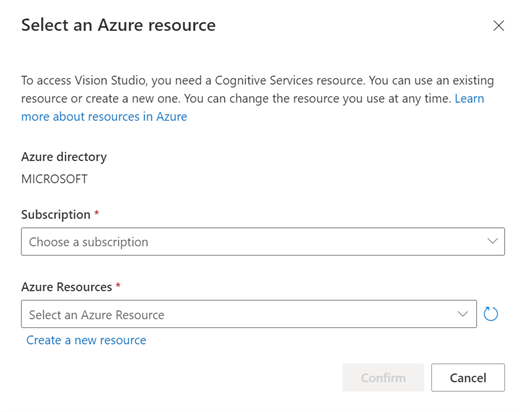 Select an Azure resource
To access Vision Studio, you need a Cognitive Services resource. You can use an existing
resource or create a new one. You can change the resource you use at any time. Learn
more about resources in Azure
Azure directory
MICROSOFT
Subscription *
Choose a subscription
Azure Resources *
Select an Azure Resource
Create a new resource
Confirm Cancel